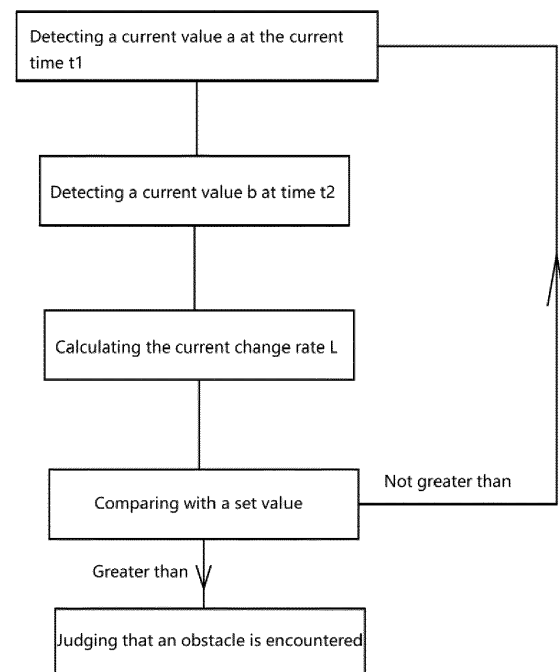 Detecting a current value a at the current
time t1
Detecting a current value b at time t2
Calculating the current change rate L
Comparing with a set value
Not greater than
Greater than
Judging that an obstacle is encountered